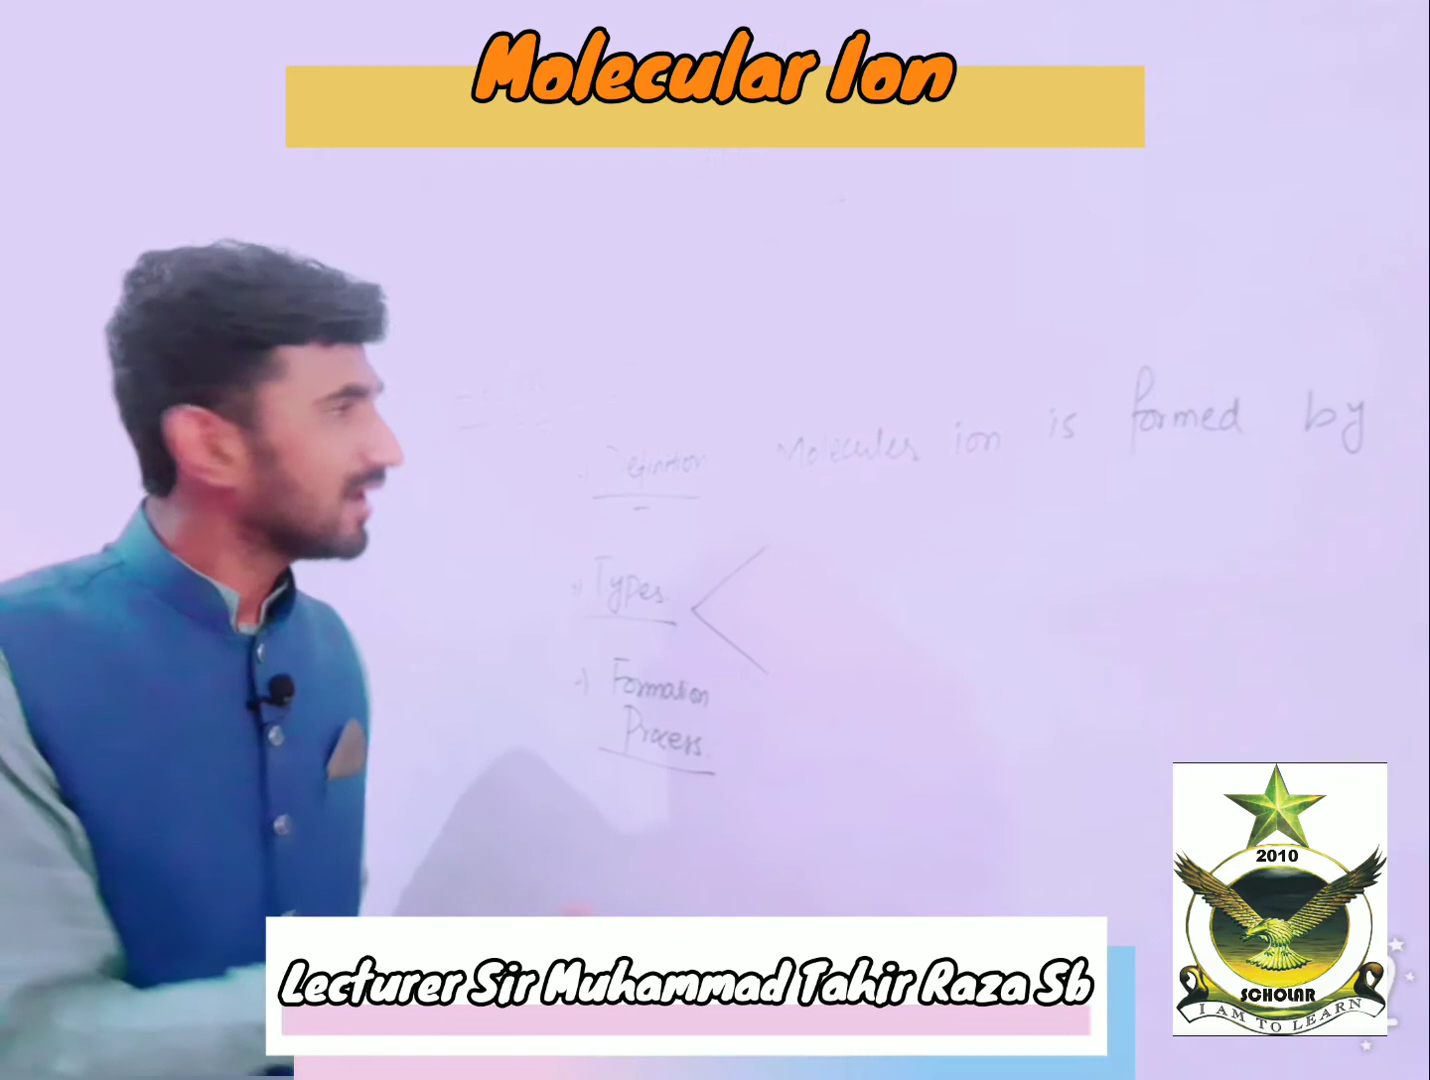 Molecular Ion
Definition Molecules ion is formed by
Types
Formation
Process.
Lecturer Sir Muhammad Tahir Raza Sb
2010
SCHOLAR
I AM TO LEARN